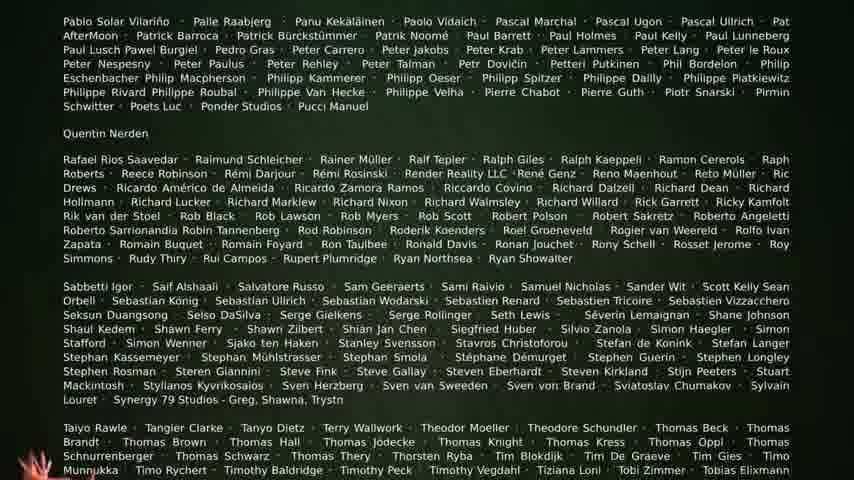 Pablo Solar Vilariño · Palle Raabjerg · Panu Kekäläinen · Paolo Vidaich · Pascal Marchal · Pascal Ugon · Pascal Ullrich · Pat
AfterMoon · Patrick Barroca · Patrick Bürckstümmer · Patrik Noomé · Paul Barrett · Paul Holmes · Paul Kelly · Paul Lunneberg
Paul Lusch Pawel Burgiel · Pedro Gras · Peter Carrero · Peter Jakobs · Peter Krab · Peter Lammers · Peter Lang · Peter le Roux
Peter Nespesny · Peter Paulus · Peter Rehley · Peter Talman · Petr Dovičin · Petteri Putkinen · Phil Bordelon · Philip
Eschenbacher Philip Macpherson · Philipp Kammerer · Philipp Oeser · Philipp Spitzer · Philippe Dailly · Philippe Piatkiewitz
Philippe Rivard Philippe Roubal · Philippe Van Hecke · Philippe Velha · Pierre Chabot · Pierre Guth · Piotr Snarski · Pirmin
Schwitter · Poets Luc · Ponder Studios · Pucci Manuel
Quentin Nerden
Rafael Rios Saavedar · Raimund Schleicher · Rainer Müller · Ralf Tepler · Ralph Giles · Ralph Kaeppeli · Ramon Cererols · Raph
Roberts · Reece Robinson · Rémi Darjour · Rémi Rosinski · Render Reality LLC · René Genz · Reno Maenhout · Reto Müller · Ric
Drews · Ricardo Américo de Almeida · Ricardo Zamora Ramos · Riccardo Covino · Richard Dalzell · Richard Dean · Richard
Hollmann · Richard Lucker · Richard Marklew · Richard Nixon · Richard Walmsley · Richard Willard · Rick Garrett · Ricky Kamfolt
Rik van der Stoel · Rob Black · Rob Lawson · Rob Myers · Rob Scott · Robert Polson · Robert Sakretz · Roberto Angeletti
Roberto Sarrionandia Robin Tannenberg · Rod Robinson · Roderik Koenders · Roel Groeneveld · Rogier van Weereld · Rolfo Ivan
Zapata · Romain Buquet · Romain Foyard · Ron Taulbee · Ronald Davis · Ronan Jouchet · Rony Schell · Rosset Jerome · Roy
Simmons · Rudy Thiry · Rui Campos · Rupert Plumridge · Ryan Northsea · Ryan Showalter
Sabbetti Igor · Saif Alshaali · Salvatore Russo · Sam Geeraerts · Sami Raivio · Samuel Nicholas · Sander Wit · Scott Kelly Sean
Orbell · Sebastian König · Sebastian Ullrich · Sebastian Wodarski · Sebastien Renard · Sebastien Tricoire · Sebastien Vizzacchero
Seksun Duangsong · Selso DaSilva · Serge Gielkens · Serge Rollinger · Seth Lewis · Séverin Lemaignan · Shane Johnson
Shaul Kedem · Shawn Ferry · Shawn Zilbert · Shian Jan Chen · Siegfried Huber · Silvio Zanola · Simon Haegler · Simon
Stafford · Simon Wenner · Sjako ten Haken · Stanley Svensson · Stavros Christoforou · Stefan de Konink · Stefan Langer
Stephan Kassemeyer · Stephan Mühlstrasser · Stephan Smola · Stéphane Démurget · Stephen Guerin · Stephen Longley
Stephen Rosman · Steren Giannini · Steve Fink · Steve Gallay · Steven Eberhardt · Steven Kirkland · Stijn Peeters · Stuart
Mackintosh · Stylianos Kyvrikosaios · Sven Herzberg · Sven van Sweeden · Sven von Brand · Sviatoslav Chumakov · Sylvain
Louret · Synergy 79 Studios - Greg, Shawna, Trystn
Taiyo Rawle · Tangier Clarke · Tanyo Dietz · Terry Wallwork · Theodor Moeller · Theodore Schundler · Thomas Beck · Thomas
Brandt · Thomas Brown · Thomas Hall · Thomas Jödecke · Thomas Knight · Thomas Kress · Thomas Oppl · Thomas
Schnurrenberger · Thomas Schwarz · Thomas Thery · Thorsten Ryba · Tim Blokdijk · Tim De Graeve · Tim Gies · Timo
Munnukka · Timo Rychert · Timothy Baldridge · Timothy Peck · Timothy Vegdahl · Tiziana Loni · Tobi Zimmer · Tobias Elixmann